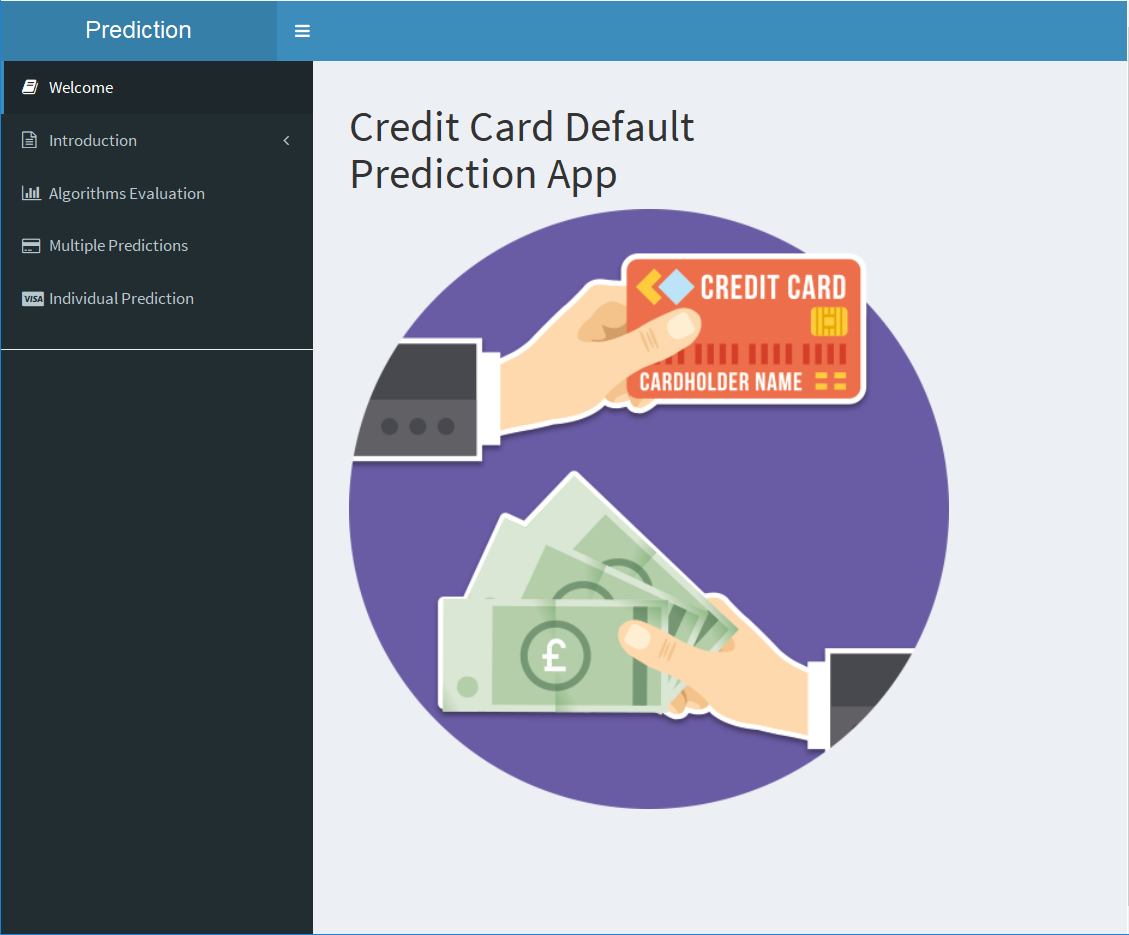 Prediction
Welcome
Introduction
Algorithms Evaluation
Multiple Predictions
VISA Individual Prediction
Credit Card Default
Prediction App
CREDIT CARD
CARDHOLDER NAME
£